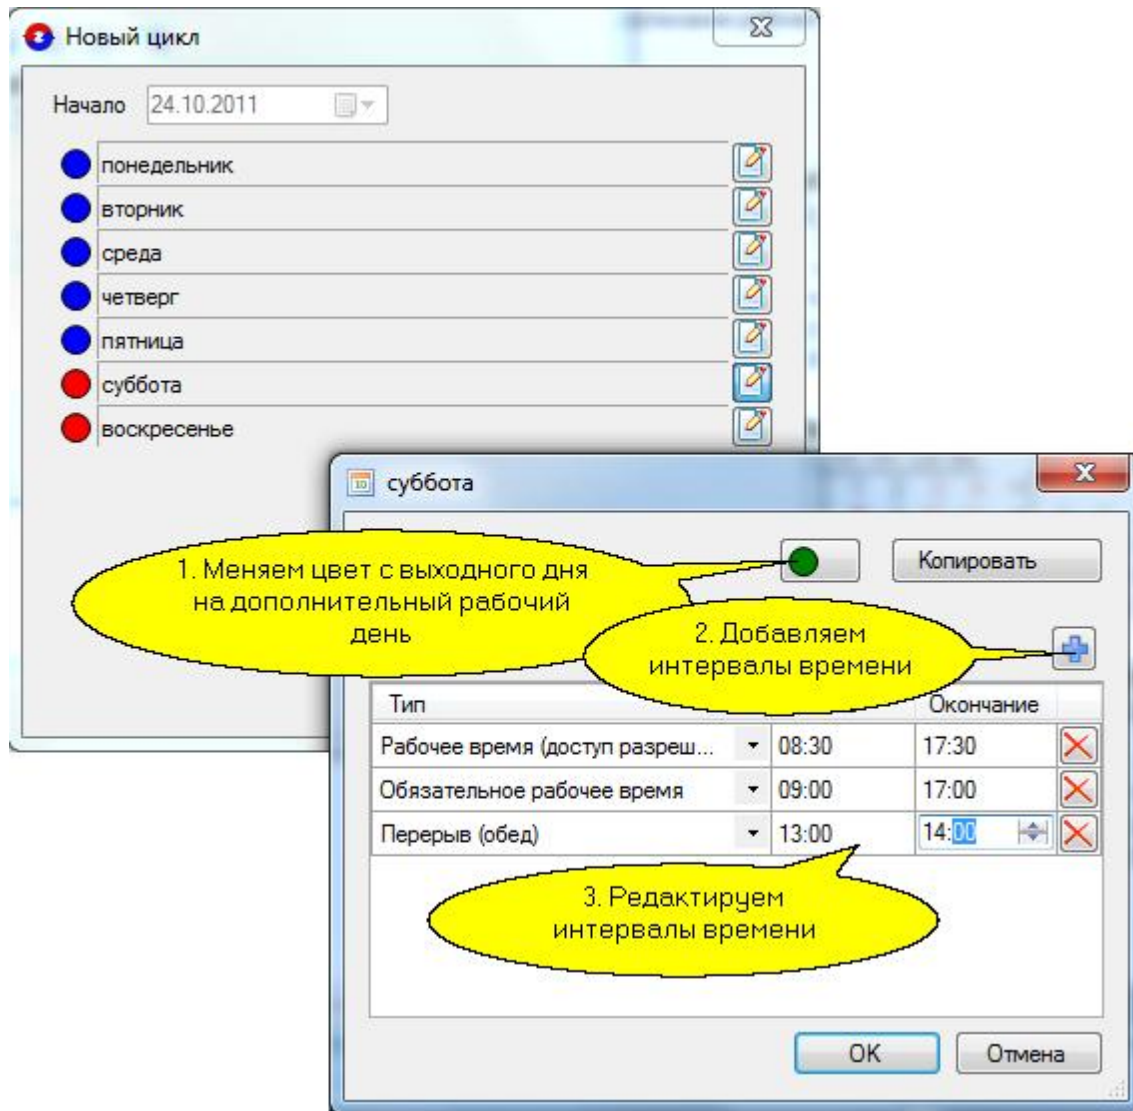 Новый цикл
Начало 24.10.2011
понедельник
вторник
среда
четверг
пятница
суббота
воскресенье
суббота
1. Меняем цвет с выходного дня
на дополнительный рабочий
день
Копировать
2. Добавляем
интервалы времени
Тип Окончание
Рабочее время (доступ разреш... 08:30 17:30
Обязательное рабочее время 09:00 17:00
Перерыв (обед) 13:00 14:00
3. Редактируем
интервалы времени
OK Отмена